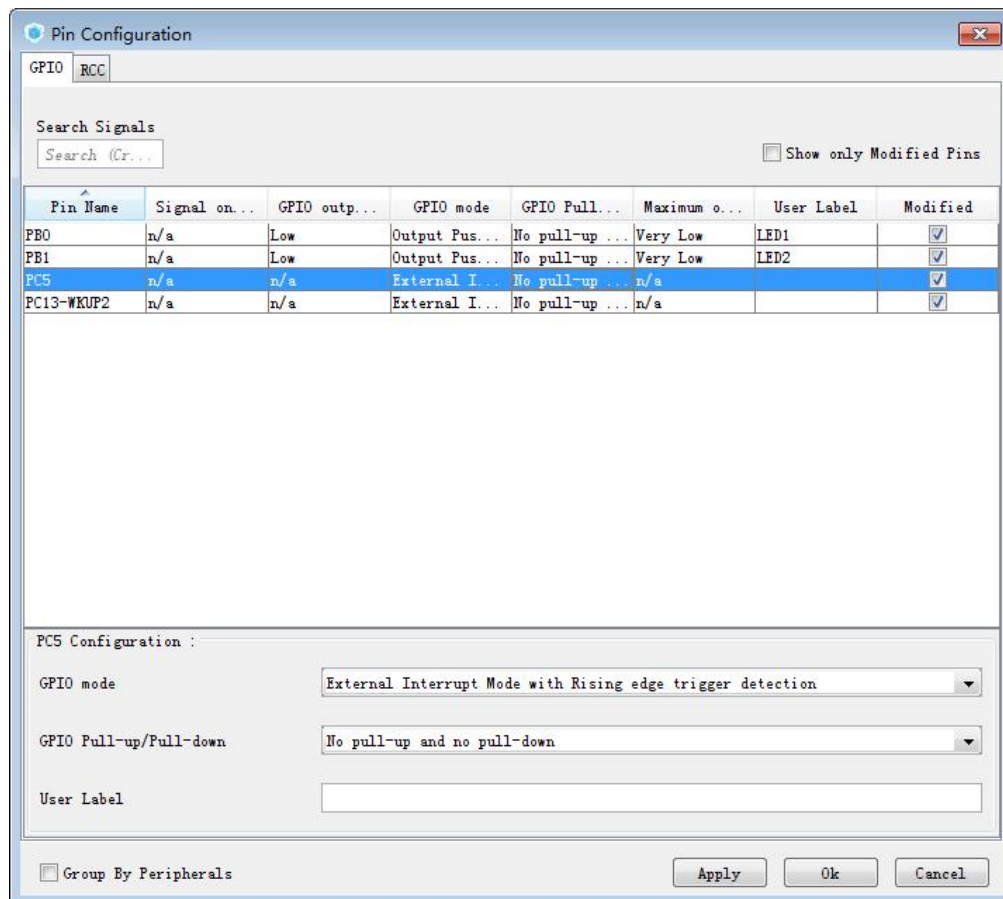 Pin Configuration
GPIO RCC
Search Signals
Search (Cr...
Show only Modified Pins
Pin Name Signal on... GPIO outp... GPIO mode GPIO Pull... Maximum o... User Label Modified
PB0 n/a Low Output Pus... No pull-up ... Very Low LED1
PB1 n/a Low Output Pus... No pull-up ... Very Low LED2
PC5 n/a n/a External I... No pull-up ... n/a
PC13-WKUP2 n/a n/a External I... No pull-up ... n/a
PC5 Configuration :
GPIO mode External Interrupt Mode with Rising edge trigger detection
GPIO Pull-up/Pull-down No pull-up and no pull-down
User Label
Group By Peripherals Apply Ok Cancel